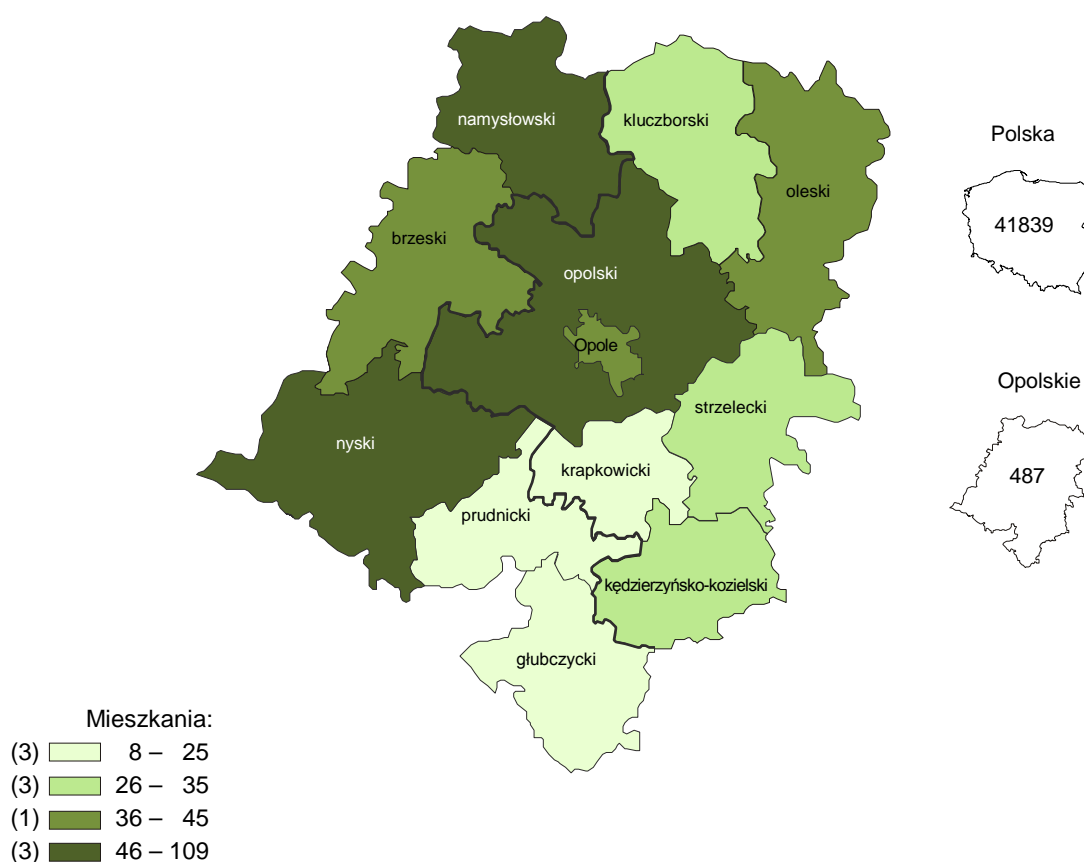 namysłowski
kluczborski
Polska
oleski
41839
brzeski
opolski
Opole
Opolskie
strzelecki
nyski
krapkowicki
487
prudnicki
kędzierzyńsko-kozielski
głubczycki
Mieszkania:
(3) 8 – 25
(3) 26 – 35
(1) 36 – 45
(3) 46 – 109